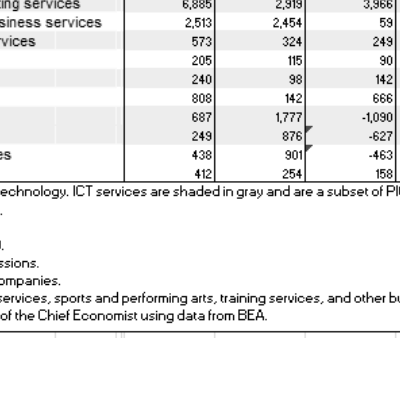 ting services 6,885 2,919 3,966
siness services 2,513 2,454 59
rvices 573 324 249
205 115 90
240 98 142
808 142 666
687 1,777 -1,090
249 876 -627
es 438 901 -463
412 254 158
echnology. ICT services are shaded in gray and are a subset of PI
.
.
ssions.
ompanies.
services, sports and performing arts, training services, and other bu
of the Chief Economist using data from BEA.